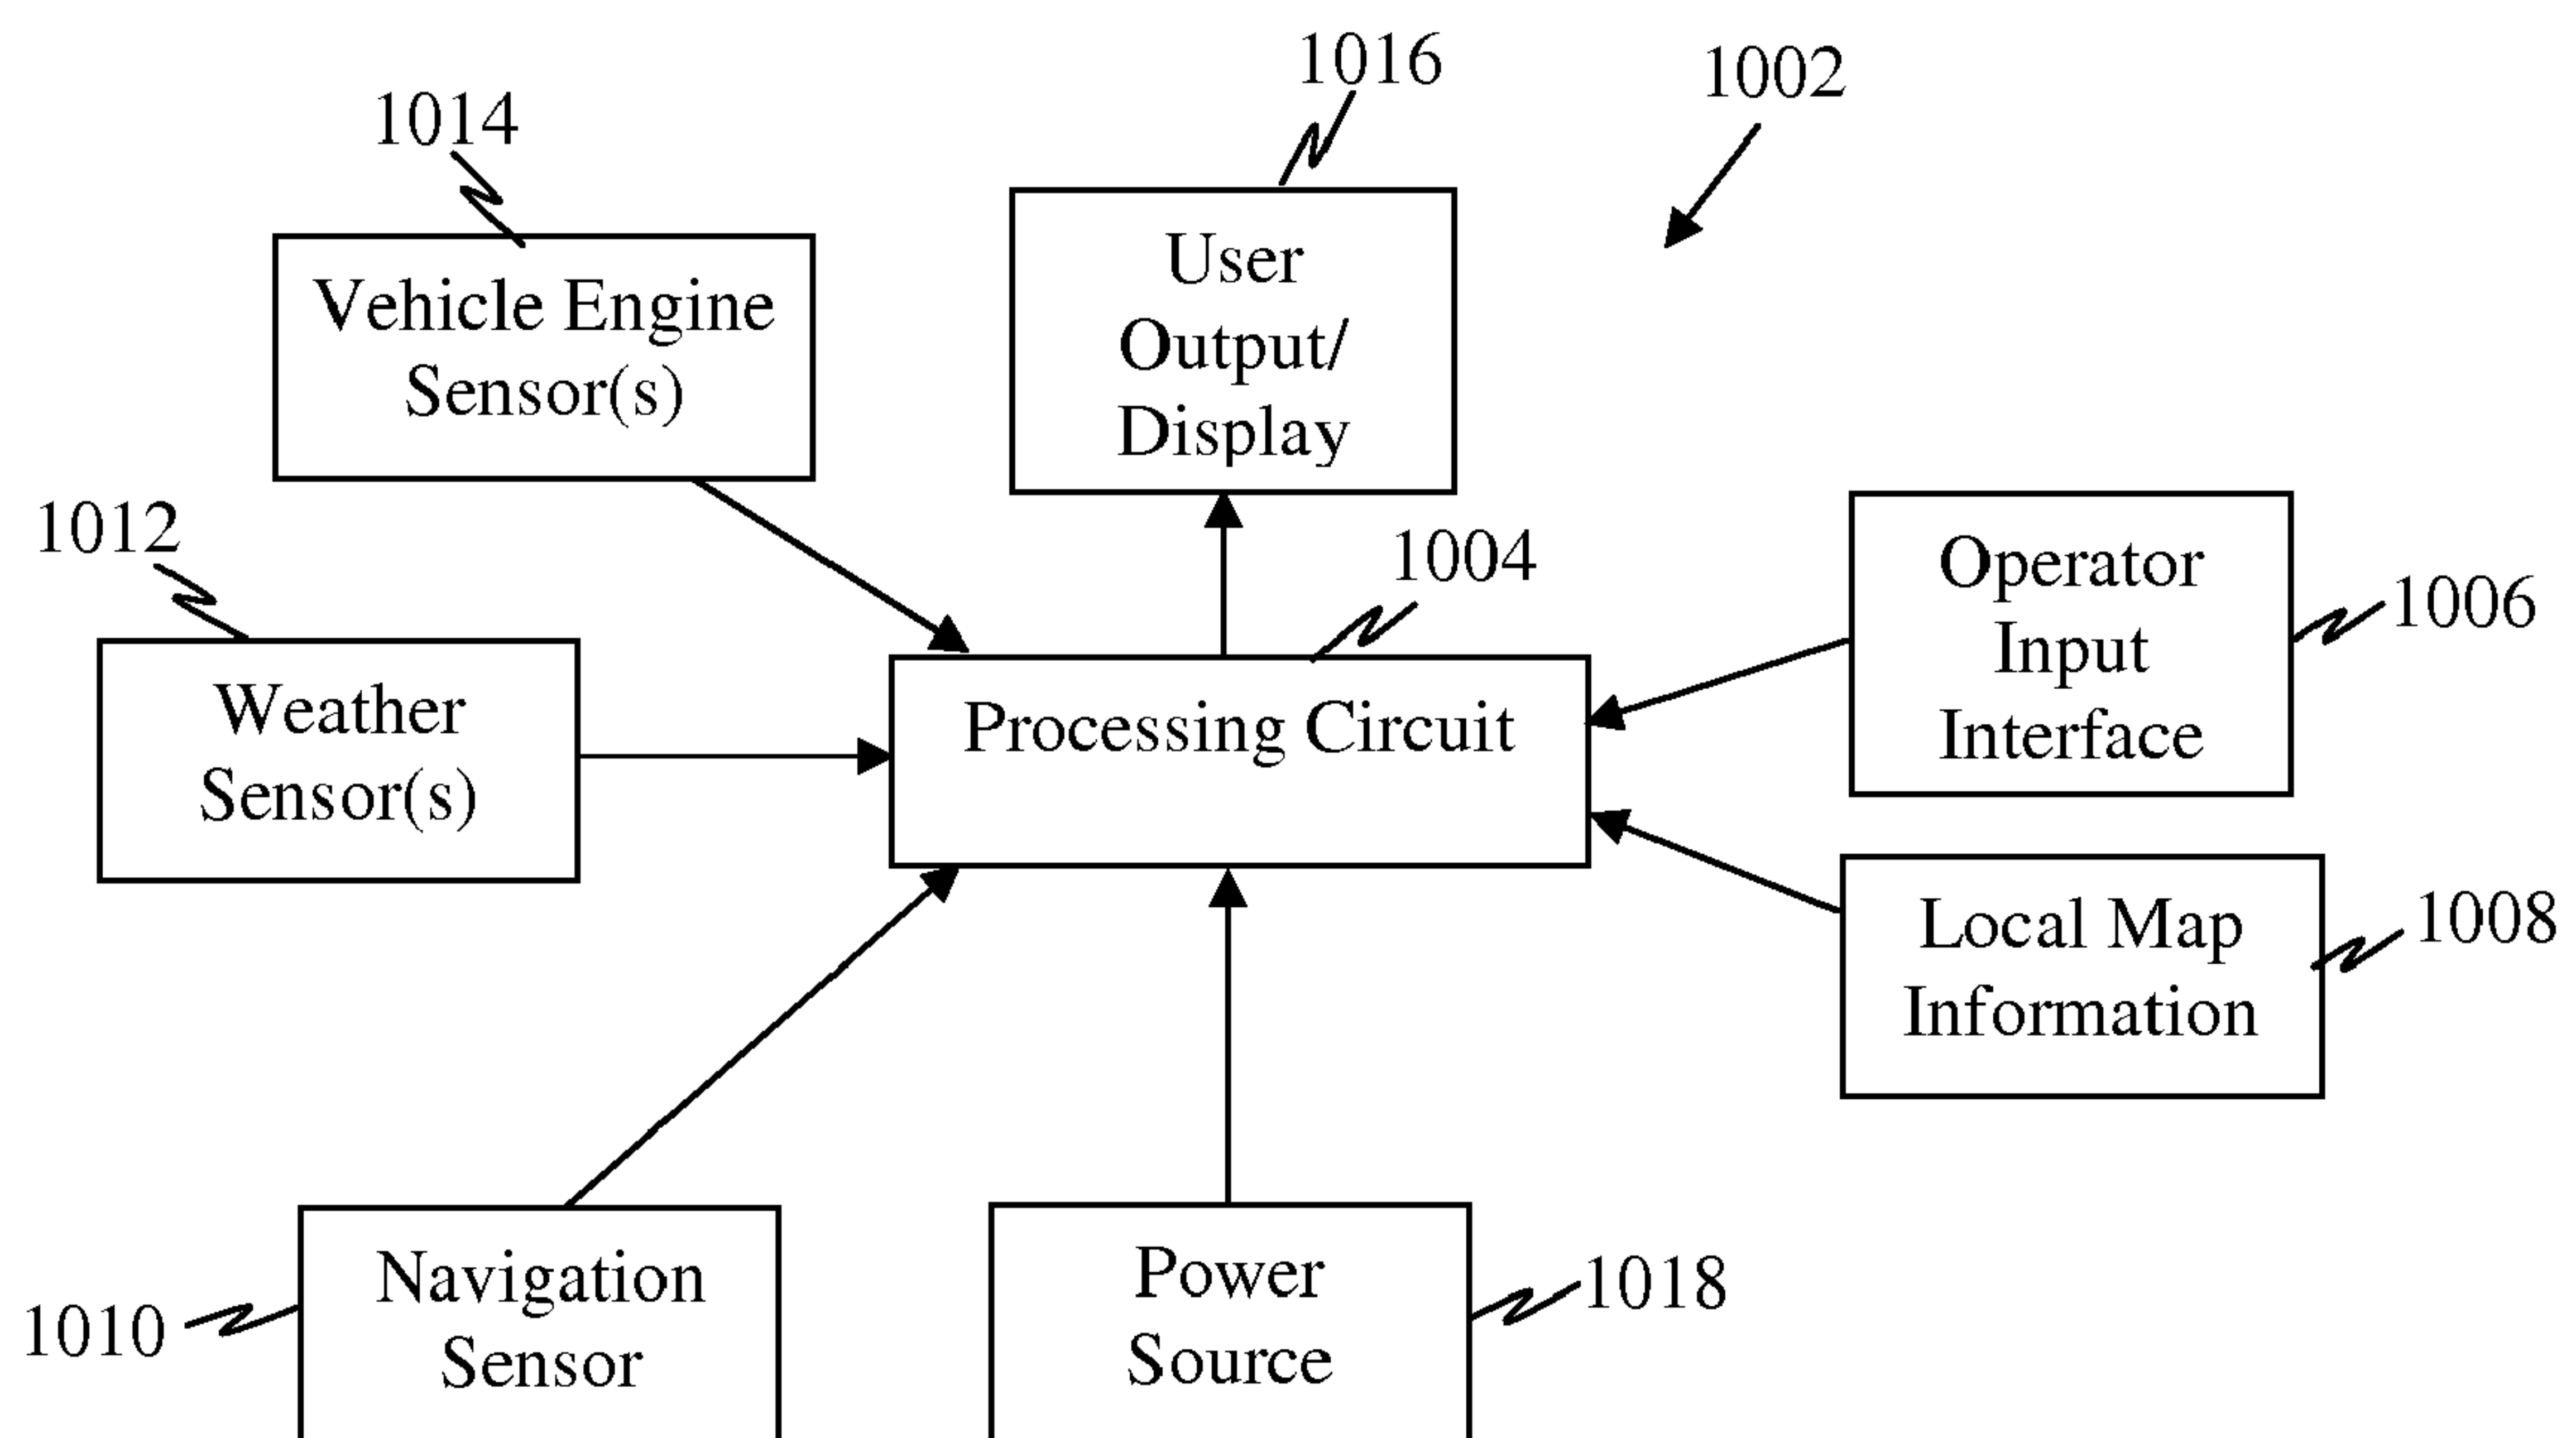 1016
1002
1014
User
Output/
Display
Vehicle Engine
Sensor(s)
1012
1004
Operator
Input
Interface
1006
Weather
Sensor(s)
Processing Circuit
Local Map
Information
1008
Navigation
Sensor
1010
Power
Source
1018